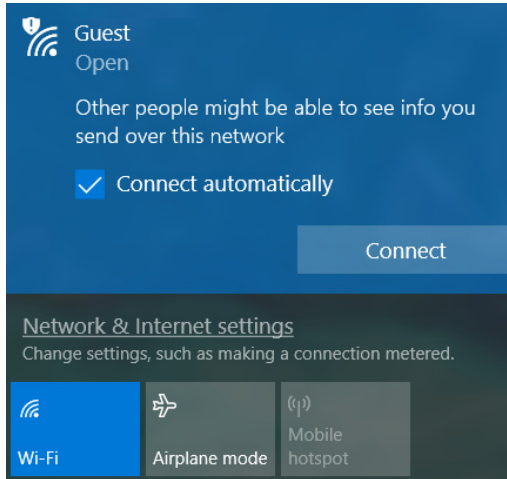 Guest
Open
Other people might be able to see info you
send over this network
Connect automatically
Connect
Network & Internet settings
Change settings, such as making a connection metered.
Wi-Fi
Airplane mode
Mobile
hotspot